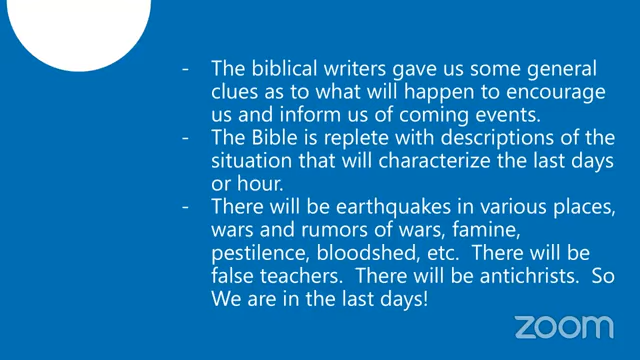 - The biblical writers gave us some general
clues as to what will happen to encourage
us and inform us of coming events.
- The Bible is replete with descriptions of the
situation that will characterize the last days
or hour.
- There will be earthquakes in various places,
wars and rumors of wars, famine,
pestilence, bloodshed, etc.  There will be
false teachers.  There will be antichrists.  So
We are in the last days!
zoom